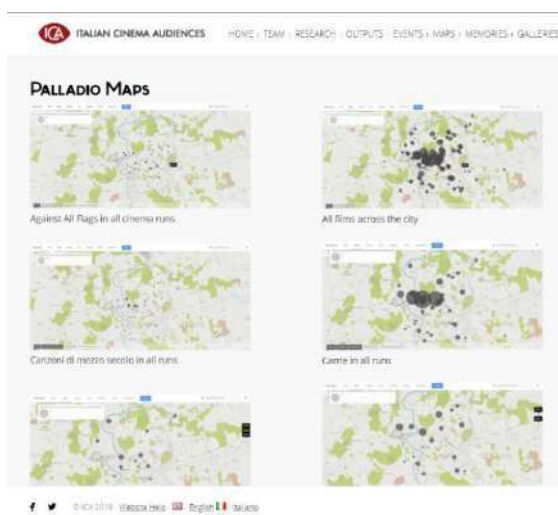 ICA ITALIAN CINEMA AUDIENCES HOME TEAM RESEARCH OUTPUTS EVENTS MAPS MEMORIES GALLERIES
PALLADIO MAPS
Against All Flags in all cinema runs
All films across the city
Canzoni di mezzo secolo in all runs
Carrie in all runs
© ICA 2019 Website Help English Italiano